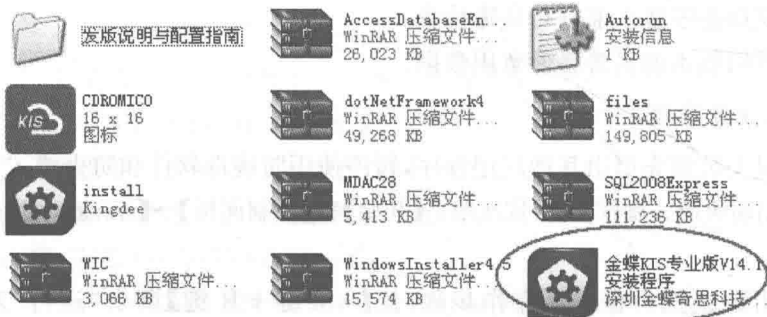 发版说明与配置指南
AccessDatabaseEn...
WinRAR 压缩文件...
26,023 KB
Autorun
安装信息
1 KB
KIS
CDROMICO
16 x 16
图标
dotNetFramework4
WinRAR 压缩文件...
49,268 KB
files
WinRAR 压缩文件...
149,805 KB
install
Kingdee
MDAC28
WinRAR 压缩文件...
5,413 KB
SQL2008Express
WinRAR 压缩文件...
111,236 KB
WIC
WinRAR 压缩文件...
3,066 KB
WindowsInstaller4_5
WinRAR 压缩文件...
15,574 KB
金蝶KIS专业版V14.1
安装程序
深圳金蝶奇思科技